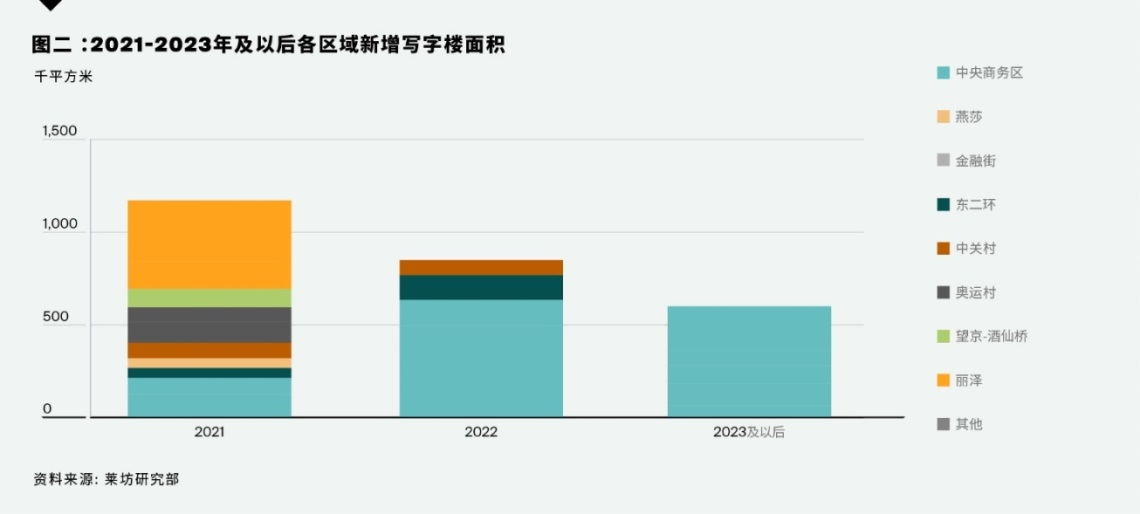 图二 :2021-2023年及以后各区域新增写字楼面积
千平方米
1,500
1,000
500
0
2021
2022
2023及以后
中央商务区
燕莎
金融街
东二环
中关村
奥运村
望京-酒仙桥
丽泽
其他
资料来源: 莱坊研究部